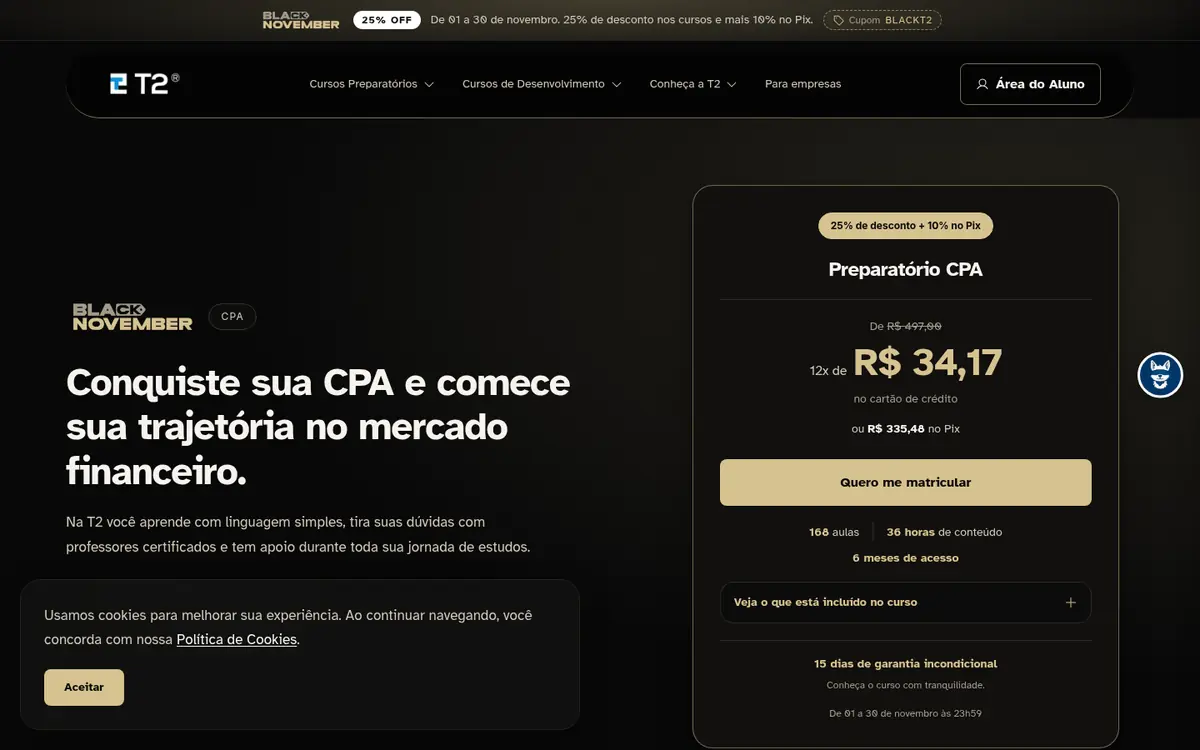 BLACK
NOVEMBER
25% OFF
De 01 a 30 de novembro. 25% de desconto nos cursos e mais 10% no Pix.
Cupom BLACKT2
T2®
Cursos Preparatórios
Cursos de Desenvolvimento
Conheça a T2
Para empresas
Área do Aluno
BLACK
NOVEMBER
CPA
Conquiste sua CPA e comece
sua trajetória no mercado
financeiro.
Na T2 você aprende com linguagem simples, tira suas dúvidas com
professores certificados e tem apoio durante toda sua jornada de estudos.
25% de desconto + 10% no Pix
Preparatório CPA
De R$ 497,00
12x de R$ 34,17
no cartão de crédito
ou R$ 335,48 no Pix
Quero me matricular
168 aulas
36 horas de conteúdo
6 meses de acesso
Veja o que está incluído no curso
15 dias de garantia incondicional
Conheça o curso com tranquilidade.
De 01 a 30 de novembro às 23h59
Usamos cookies para melhorar sua experiência. Ao continuar navegando, você
concorda com nossa Política de Cookies.
Aceitar